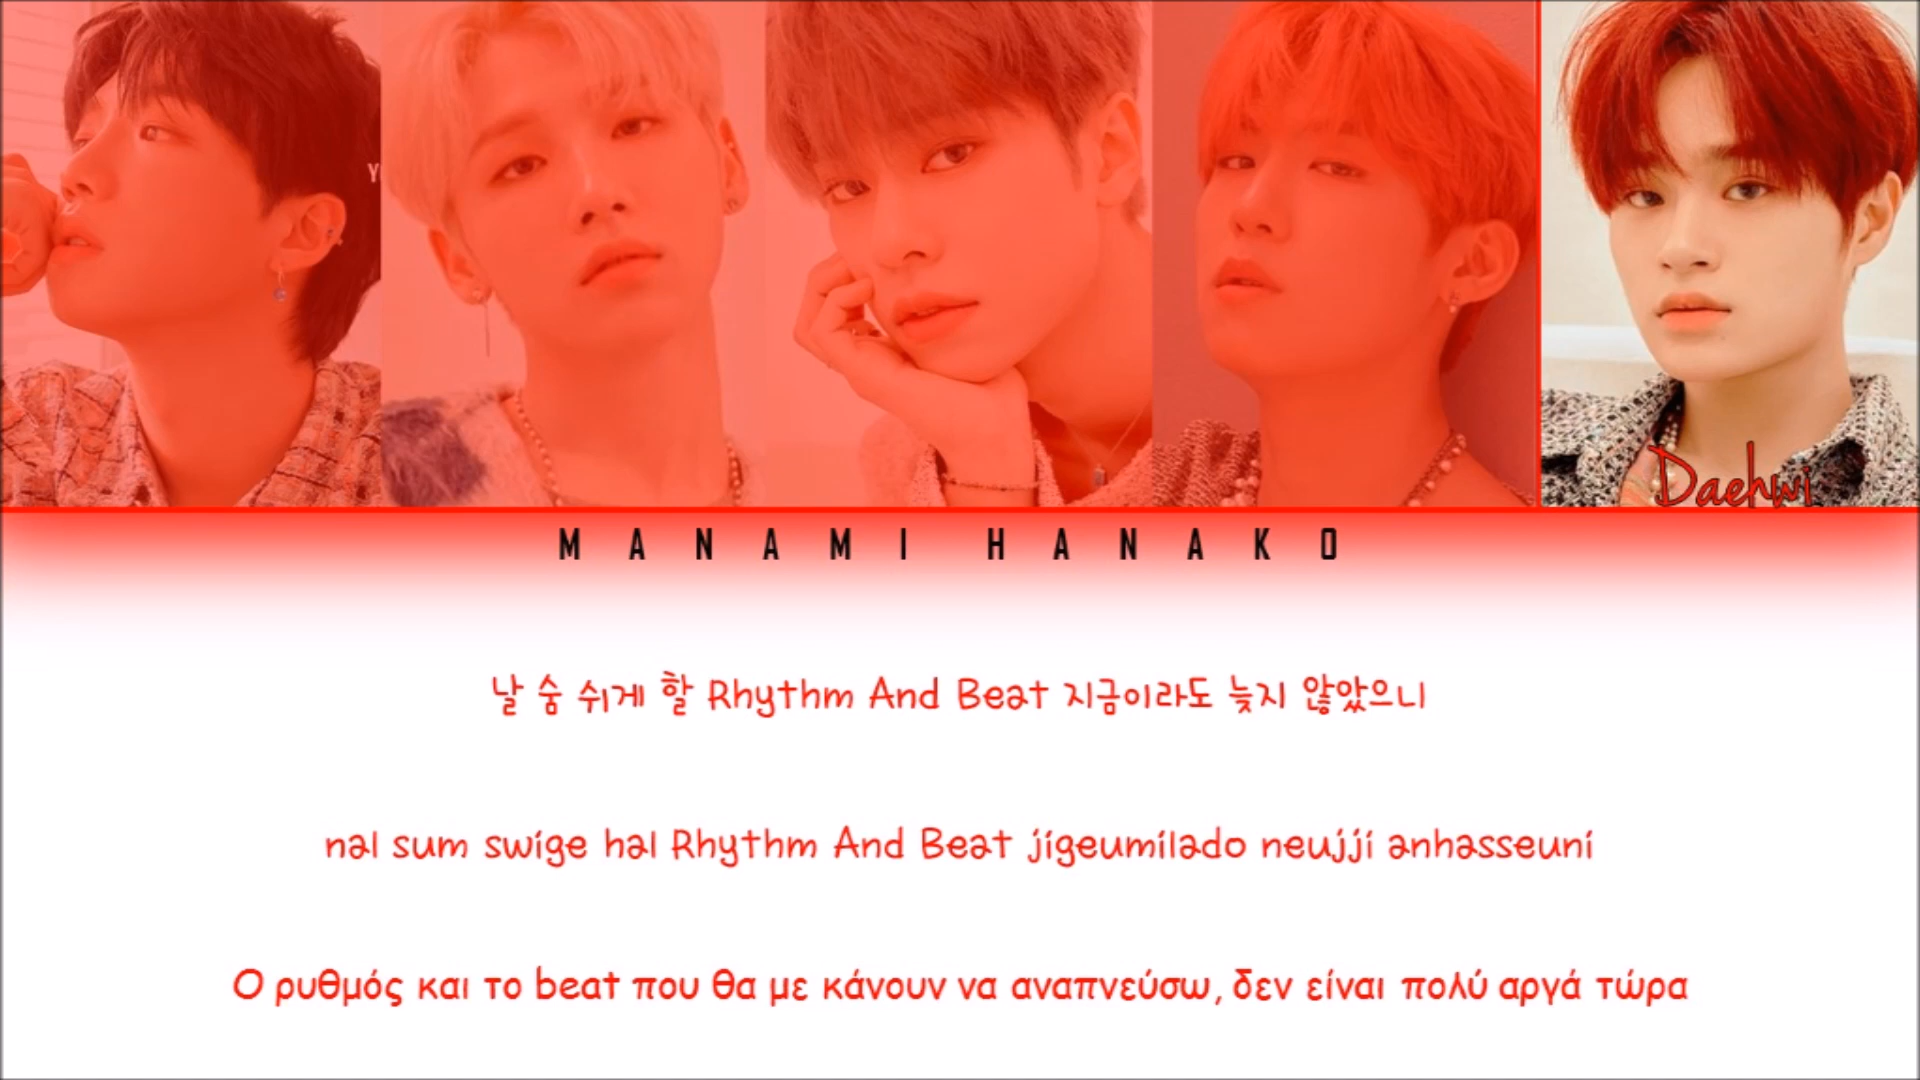 Y
Daehwi
MANAMI HANAKO
날 숨 쉬게 할 Rhythm And Beat 지금이라도 늦지 않았으니
nal sum swige hal Rhythm And Beat jigeumilado neujji anhasseuni
Ο ρυθμός και το beat που θα με κάνουν να αναπνεύσω, δεν είναι πολύ αργά τώρα